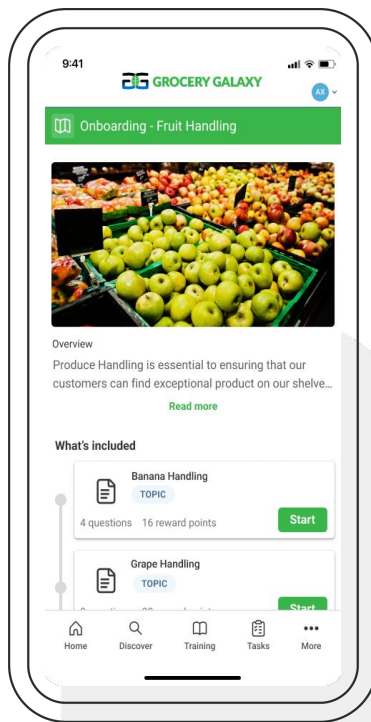 9:41
GROCERY GALAXY
AX
Onboarding - Fruit Handling
Overview
Produce Handling is essential to ensuring that our
customers can find exceptional product on our shelve...
Read more
What's included
Banana Handling
TOPIC
4 questions 16 reward points
Start
Grape Handling
TOPIC
Start
Home Discover Training Tasks More